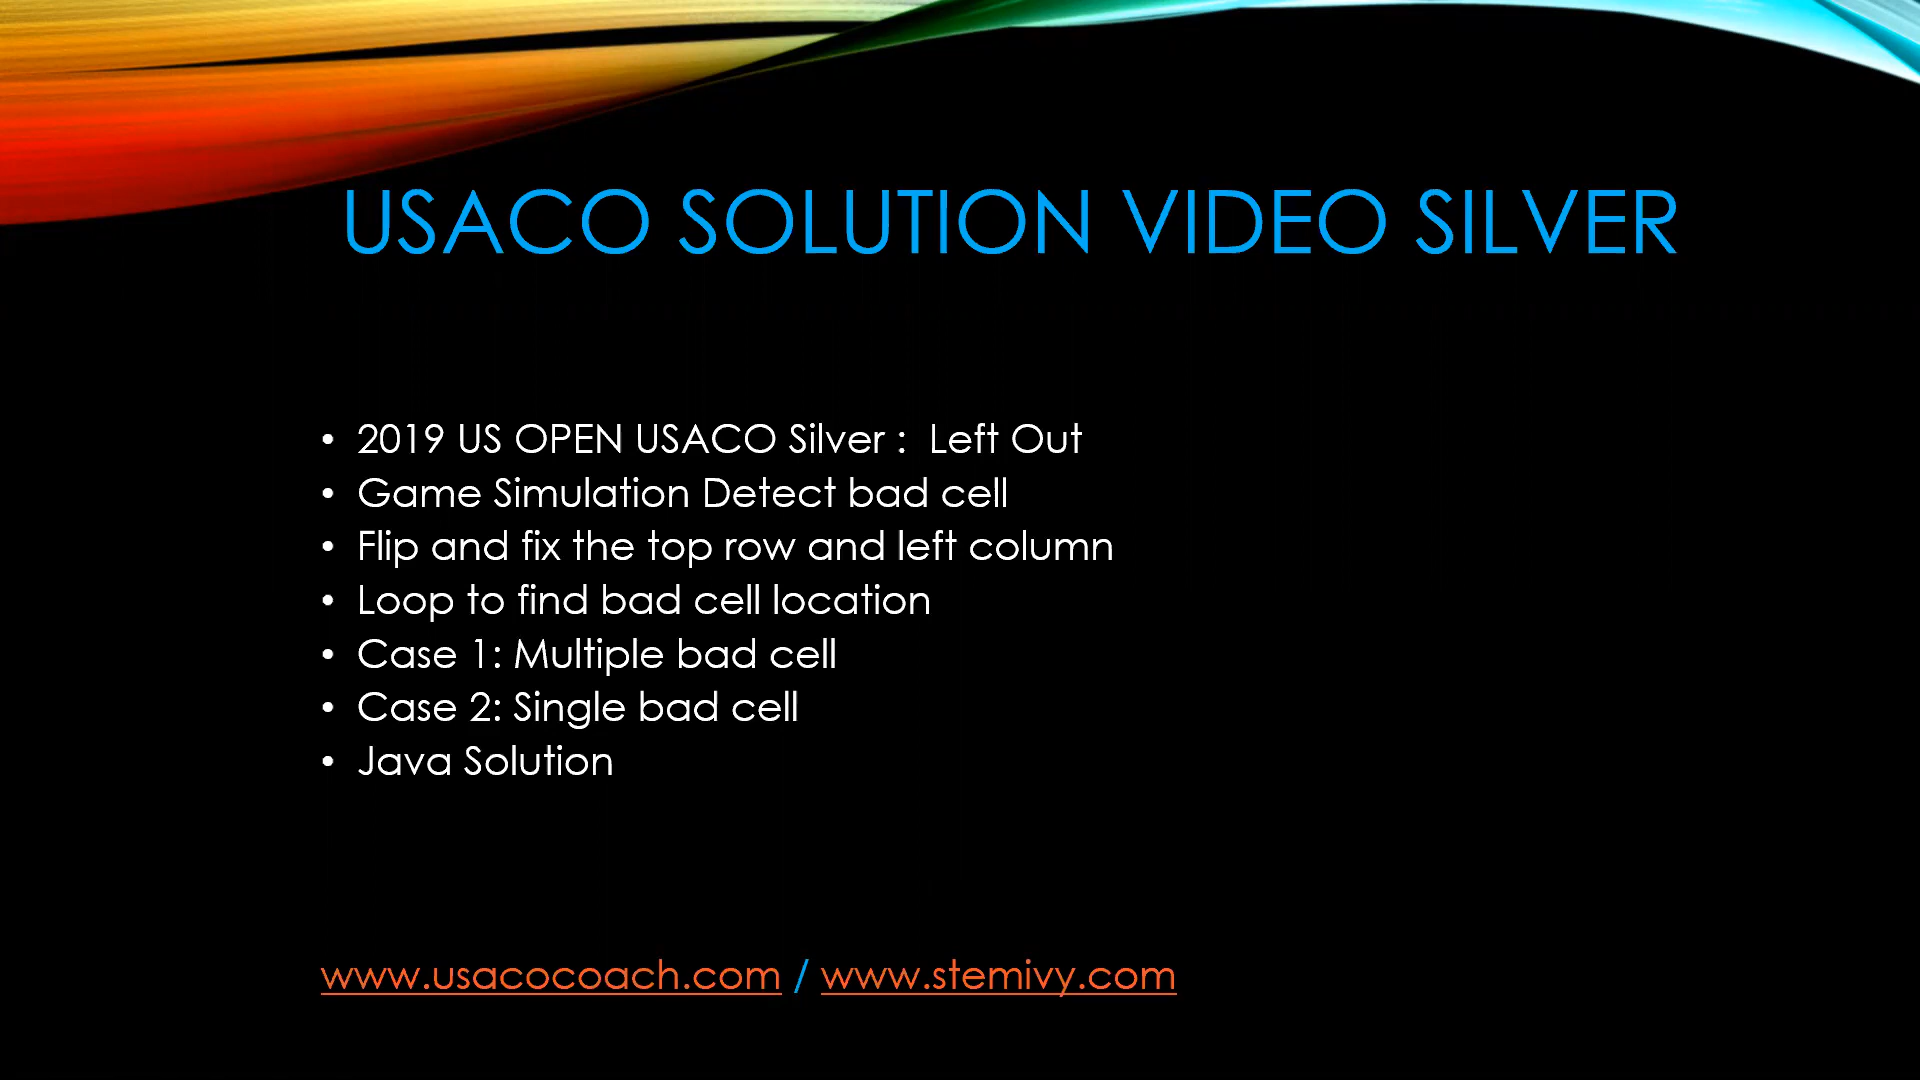 USACO SOLUTION VIDEO SILVER
• 2019 US OPEN USACO Silver :  Left Out
• Game Simulation Detect bad cell
• Flip and fix the top row and left column
• Loop to find bad cell location
• Case 1: Multiple bad cell
• Case 2: Single bad cell
• Java Solution
www.usacocoach.com / www.stemivy.com